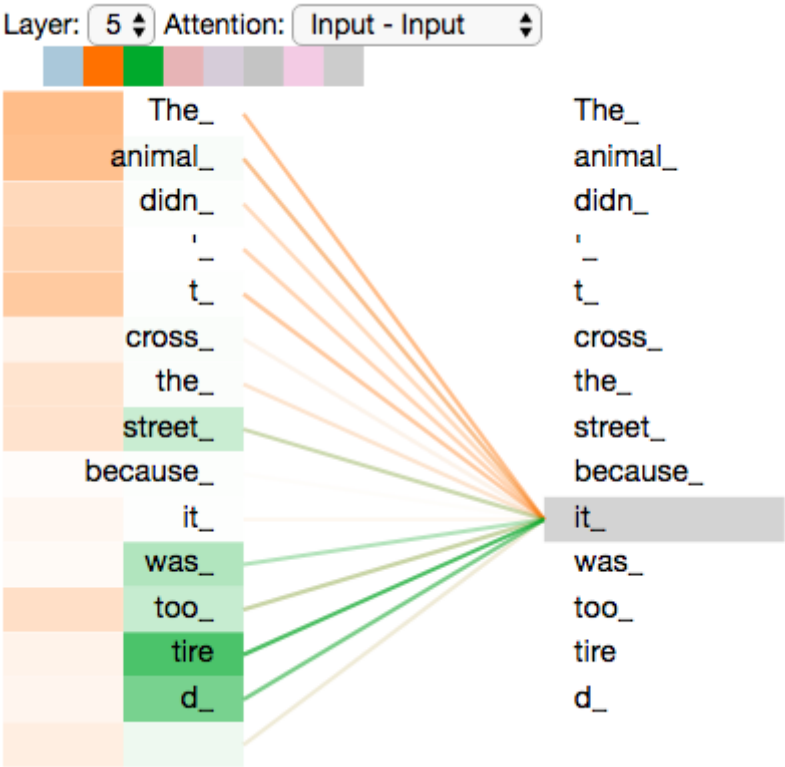 Layer: 5 Attention: Input - Input
The_ The_
animal_ animal_
didn_ didn_
'_ '_
t_ t_
cross_ cross_
the_ the_
street_ street_
because_ because_
it_ it_
was_ was_
too_ too_
tire tire
d_ d_